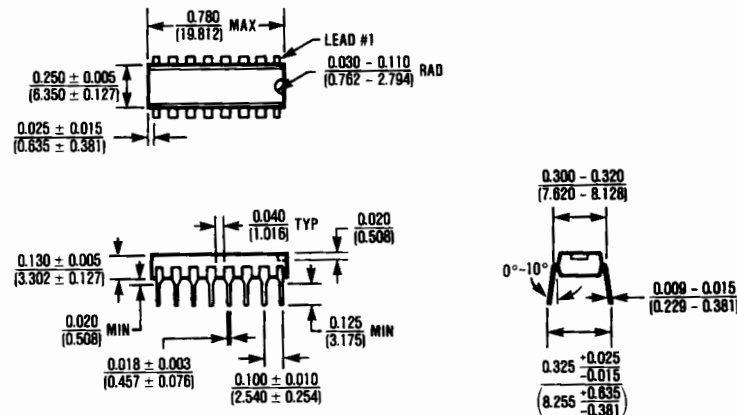 0.780
(19.812) MAX
LEAD #1
0.030 - 0.110
(0.762 - 2.794) RAD
0.250 ± 0.005
(6.350 ± 0.127)
0.025 ± 0.015
(0.635 ± 0.381)
0.040
(1.016) TYP
0.020
(0.508)
0.130 ± 0.005
(3.302 ± 0.127)
0.020
(0.508) MIN
0.125
(3.175) MIN
0.018 ± 0.003
(0.457 ± 0.076)
0.100 ± 0.010
(2.540 ± 0.254)
0.300 - 0.320
(7.620 - 8.128)
0°-10°
0.009 - 0.015
(0.229 - 0.381)
0.325 +0.025
-0.015
(8.255 +0.635
-0.381)